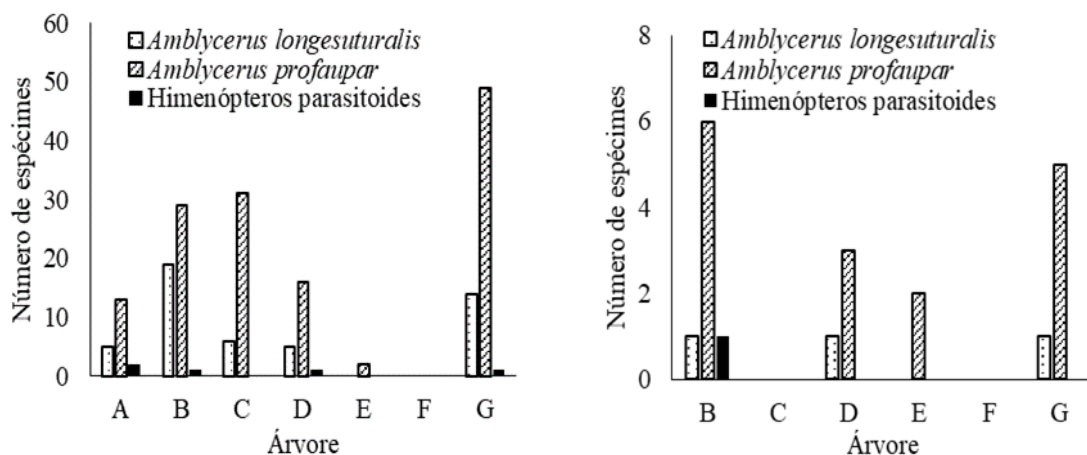 60
50
40
30
20
10
0
Número de espécimes
Amblycerus longesuturalis
Amblycerus profaupar
Himenópteros parasitoides
A B C D E F G
Árvore
8
6
4
2
0
Número de espécimes
Amblycerus longesuturalis
Amblycerus profaupar
Himenópteros parasitoides
B C D E F G
Árvore